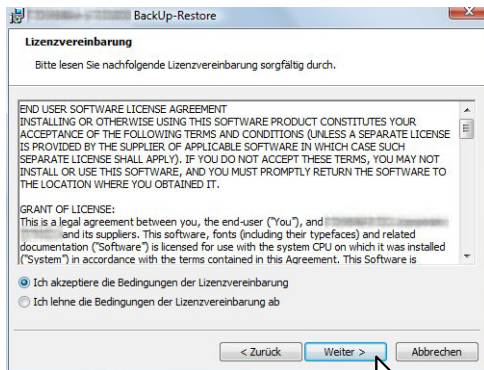 BackUp-Restore
Lizenzvereinbarung
Bitte lesen Sie nachfolgende Lizenzvereinbarung sorgfältig durch.
END USER SOFTWARE LICENSE AGREEMENT
INSTALLING OR OTHERWISE USING THIS SOFTWARE PRODUCT CONSTITUTES YOUR
ACCEPTANCE OF THE FOLLOWING TERMS AND CONDITIONS (UNLESS A SEPARATE LICENSE
IS PROVIDED BY THE SUPPLIER OF APPLICABLE SOFTWARE IN WHICH CASE SUCH
SEPARATE LICENSE SHALL APPLY). IF YOU DO NOT ACCEPT THESE TERMS, YOU MAY NOT
INSTALL OR USE THIS SOFTWARE, AND YOU MUST PROMPTLY RETURN THE SOFTWARE TO
THE LOCATION WHERE YOU OBTAINED IT.
GRANT OF LICENSE:
This is a legal agreement between you, the end-user ("You"), and
and its suppliers. This software, fonts (including their typefaces) and related
documentation ("Software") is licensed for use with the system CPU on which it was installed
("System") in accordance with the terms contained in this Agreement. This Software is
Ich akzeptiere die Bedingungen der Lizenzvereinbarung
Ich lehne die Bedingungen der Lizenzvereinbarung ab
< Zurück Weiter > Abbrechen